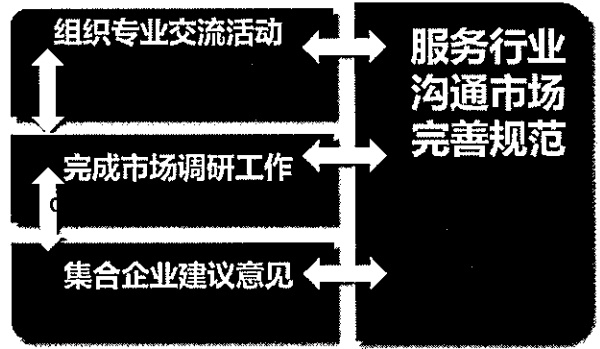 组织专业交流活动
完成市场调研工作
集合企业建议意见
服务行业
沟通市场
完善规范